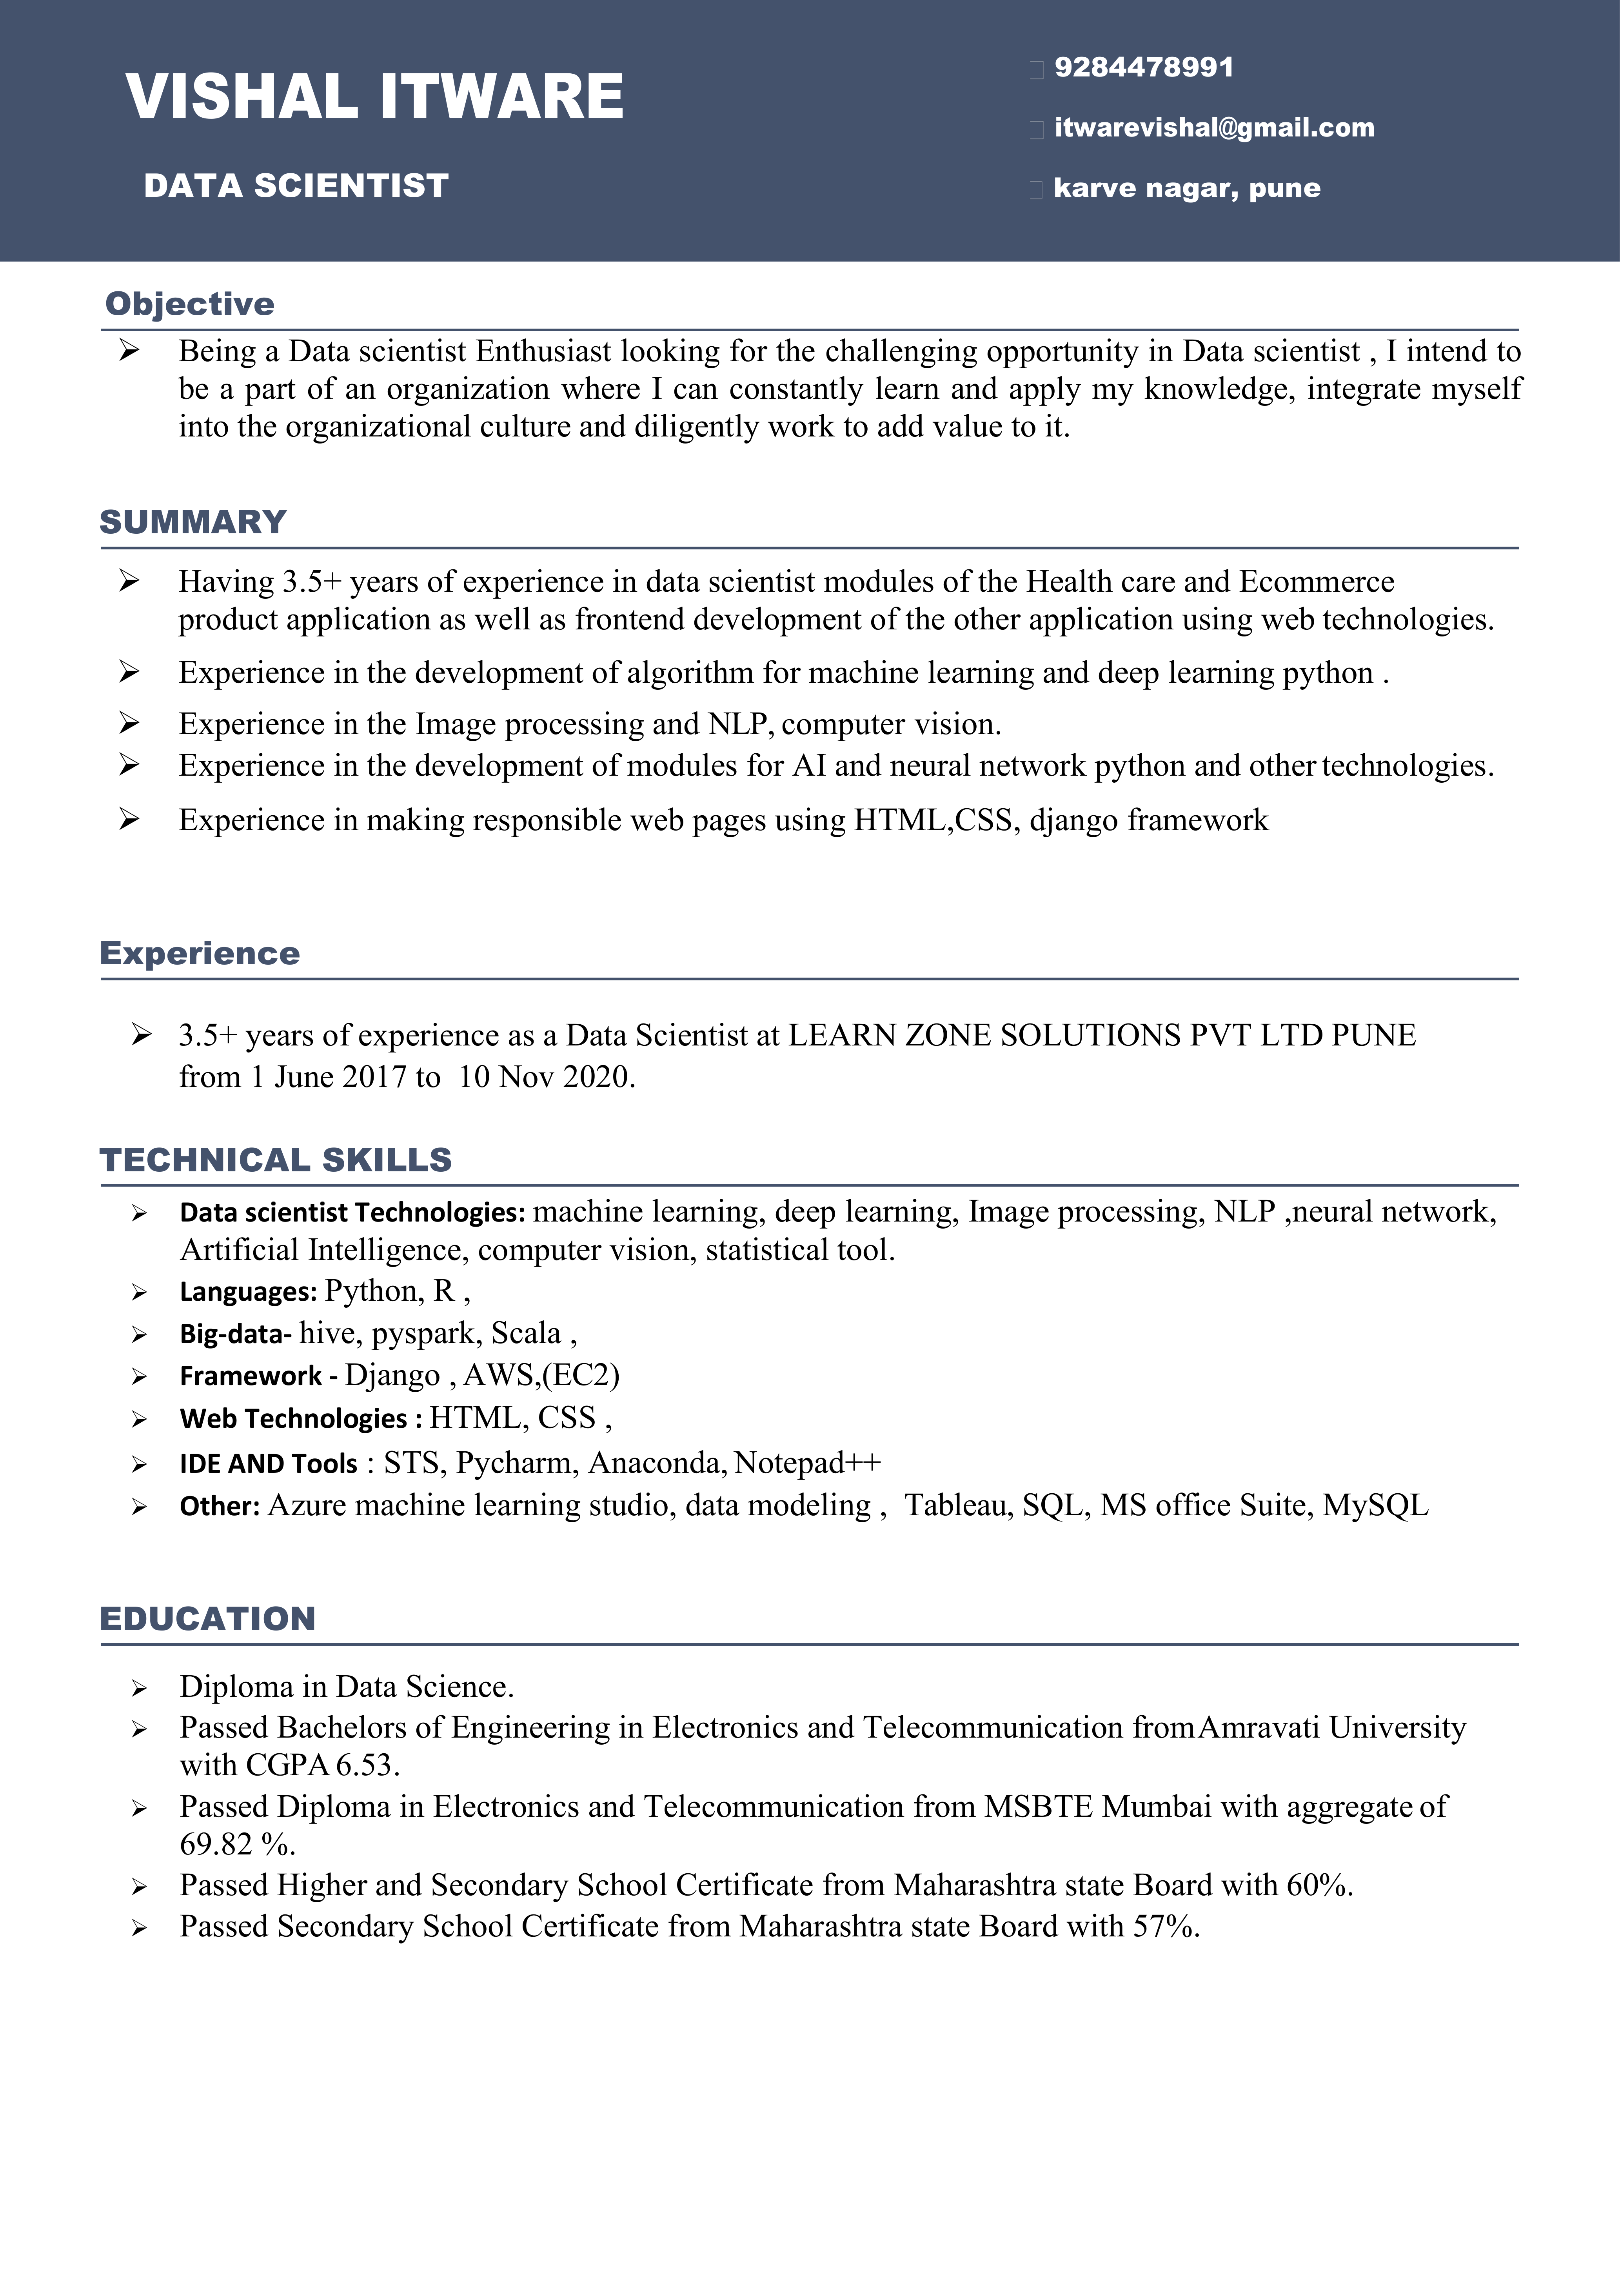 VISHAL ITWARE
DATA SCIENTIST
9284478991
itwarevishal@gmail.com
karve nagar, pune
Objective
➢ Being a Data scientist Enthusiast looking for the challenging opportunity in Data scientist , I intend to
be a part of an organization where I can constantly learn and apply my knowledge, integrate myself
into the organizational culture and diligently work to add value to it.
SUMMARY
➢ Having 3.5+ years of experience in data scientist modules of the Health care and Ecommerce
product application as well as frontend development of the other application using web technologies.
➢ Experience in the development of algorithm for machine learning and deep learning python .
➢ Experience in the Image processing and NLP, computer vision.
➢ Experience in the development of modules for AI and neural network python and other technologies.
➢ Experience in making responsible web pages using HTML,CSS, django framework
Experience
➢ 3.5+ years of experience as a Data Scientist at LEARN ZONE SOLUTIONS PVT LTD PUNE
from 1 June 2017 to  10 Nov 2020.
TECHNICAL SKILLS
➢ Data scientist Technologies: machine learning, deep learning, Image processing, NLP ,neural network,
Artificial Intelligence, computer vision, statistical tool.
➢ Languages: Python, R ,
➢ Big-data- hive, pyspark, Scala ,
➢ Framework - Django , AWS,(EC2)
➢ Web Technologies : HTML, CSS ,
➢ IDE AND Tools : STS, Pycharm, Anaconda, Notepad++
➢ Other: Azure machine learning studio, data modeling ,  Tableau, SQL, MS office Suite, MySQL
EDUCATION
➢ Diploma in Data Science.
➢ Passed Bachelors of Engineering in Electronics and Telecommunication fromAmravati University
with CGPA 6.53.
➢ Passed Diploma in Electronics and Telecommunication from MSBTE Mumbai with aggregate of
69.82 %.
➢ Passed Higher and Secondary School Certificate from Maharashtra state Board with 60%.
➢ Passed Secondary School Certificate from Maharashtra state Board with 57%.